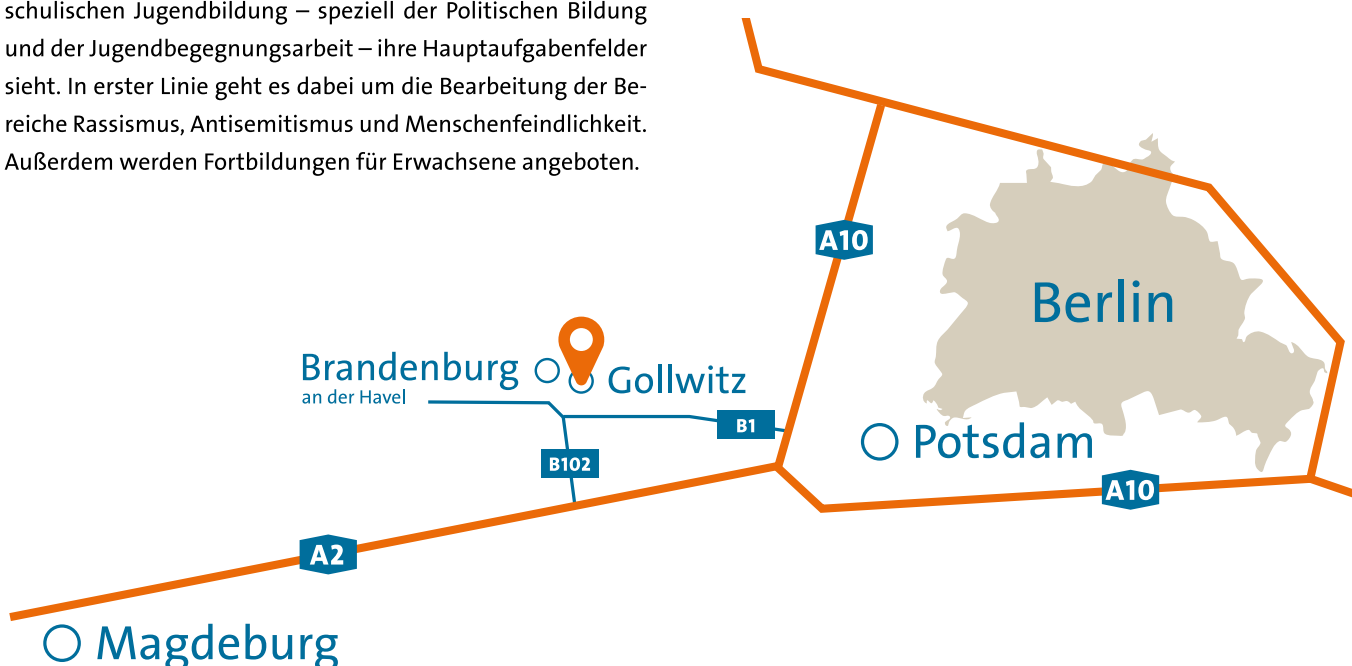 schulischen Jugendbildung – speziell der Politischen Bildung
und der Jugendbegegnungsarbeit – ihre Hauptaufgabenfelder
sieht. In erster Linie geht es dabei um die Bearbeitung der Be-
reiche Rassismus, Antisemitismus und Menschenfeindlichkeit.
Außerdem werden Fortbildungen für Erwachsene angeboten.
A10
Berlin
Brandenburg
an der Havel
Gollwitz
B1
Potsdam
B102
A10
A2
Magdeburg